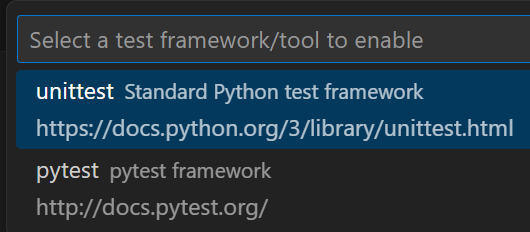 Select a test framework/tool to enable
unittest Standard Python test framework
https://docs.python.org/3/library/unittest.html
pytest pytest framework
http://docs.pytest.org/